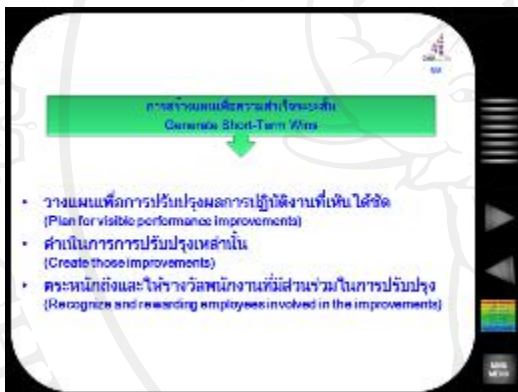 การสร้างแผนเพื่อความสำเร็จระยะสั้น
Generate Short-Term Wins
• วางแผนเพื่อการปรับปรุงผลการปฏิบัติงานที่เห็นได้ชัด
(Plan for visible performance improvements)
• ดำเนินการการปรับปรุงเหล่านั้น
(Create those improvements)
• ตระหนักถึงและให้รางวัลพนักงานที่มีส่วนร่วมในการปรับปรุง
(Recognize and rewarding employees involved in the improvements)
MENU